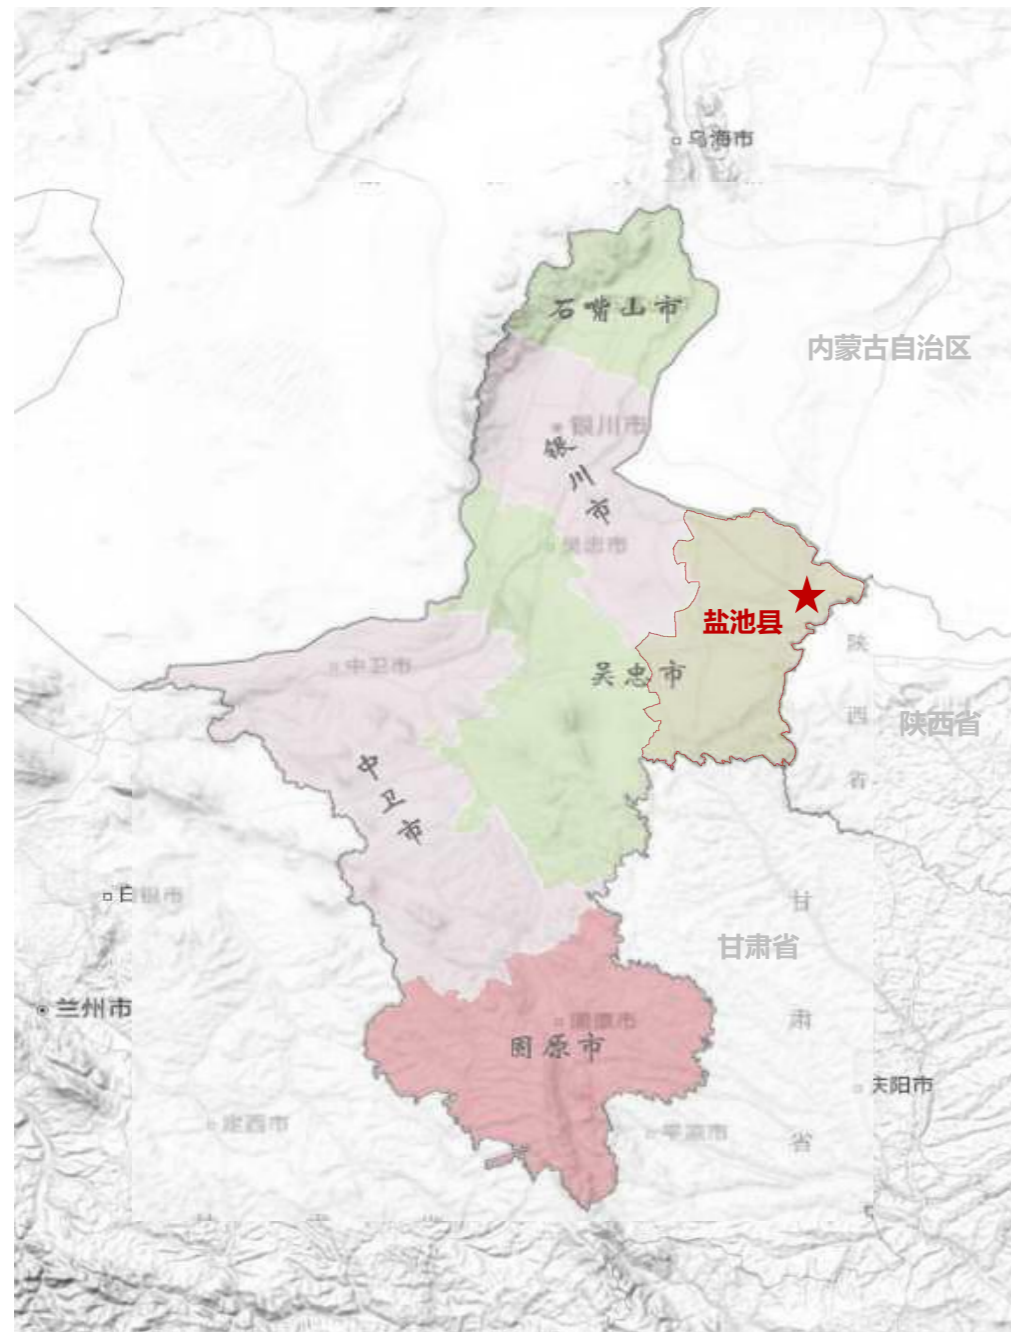 乌海市
石嘴山市
内蒙古自治区
银川市
银川市
吴忠市
盐池县
陕西省
中卫市
吴忠市
陕西省
中卫市
白银市
甘肃省
甘肃省
兰州市
固原市
固原市
庆阳市
定西市
平凉市